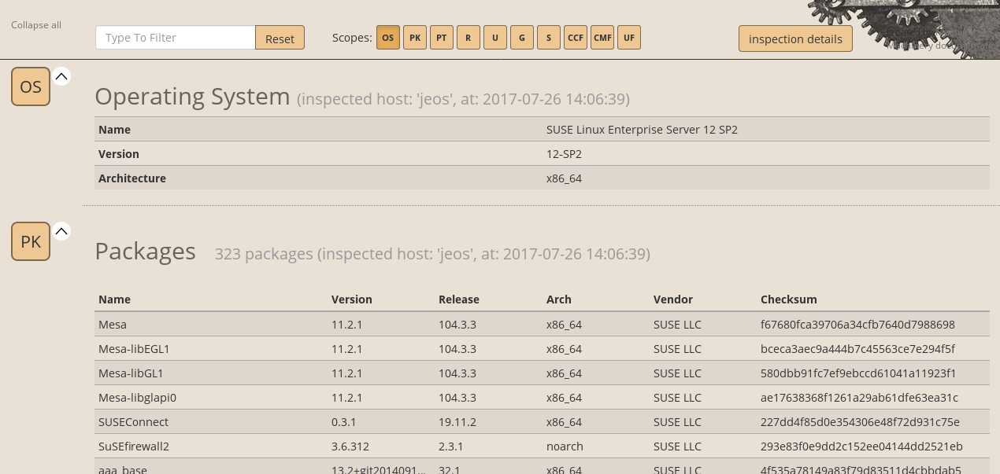 Collapse all
Type To Filter Reset Scopes: OS PK PT R U G S CCF CMF UF inspection details
Machinery
OS
Operating System (inspected host: 'jeos', at: 2017-07-26 14:06:39)
Name SUSE Linux Enterprise Server 12 SP2
Version 12-SP2
Architecture x86_64
PK
Packages 323 packages (inspected host: 'jeos', at: 2017-07-26 14:06:39)
Name Version Release Arch Vendor Checksum
Mesa 11.2.1 104.3.3 x86_64 SUSE LLC f67680fca39706a34cfb7640d7988698
Mesa-libEGL1 11.2.1 104.3.3 x86_64 SUSE LLC bceca3aec9a444b7c45563ce7e294f5f
Mesa-libGL1 11.2.1 104.3.3 x86_64 SUSE LLC 580dbb91fc7ef9ebccd61041a11923f1
Mesa-libglapi0 11.2.1 104.3.3 x86_64 SUSE LLC ae17638368f1261a29ab61dfe63ea31c
SUSEConnect 0.3.1 19.11.2 x86_64 SUSE LLC 227dd4f85d0e354306e48f72d931c75e
SuSEfirewall2 3.6.312 2.3.1 noarch SUSE LLC 293e83f0e9dd2c152ee04144dd2521eb
aaa_base 13.2+git2014091... 32.1 x86_64 SUSE LLC 4f535a78149a83f79d83511d4cbbdab5